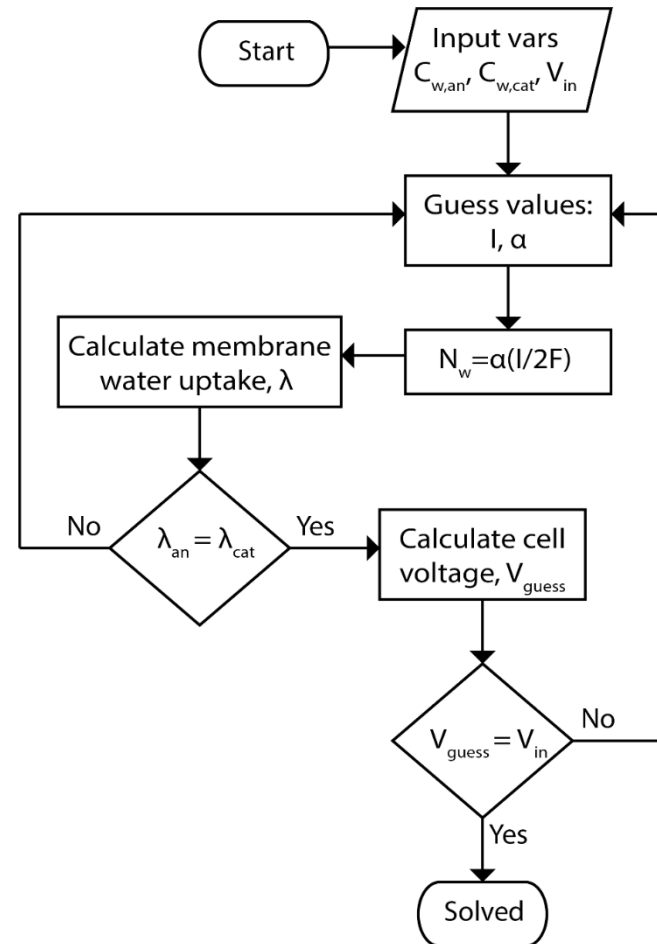 Start
Input vars
C_w,an, C_w,cat, V_in
Guess values:
I, α
N_w=α(I/2F)
Calculate membrane
water uptake, λ
No
λ_an = λ_cat
Yes
Calculate cell
voltage, V_guess
V_guess = V_in
No
Yes
Solved